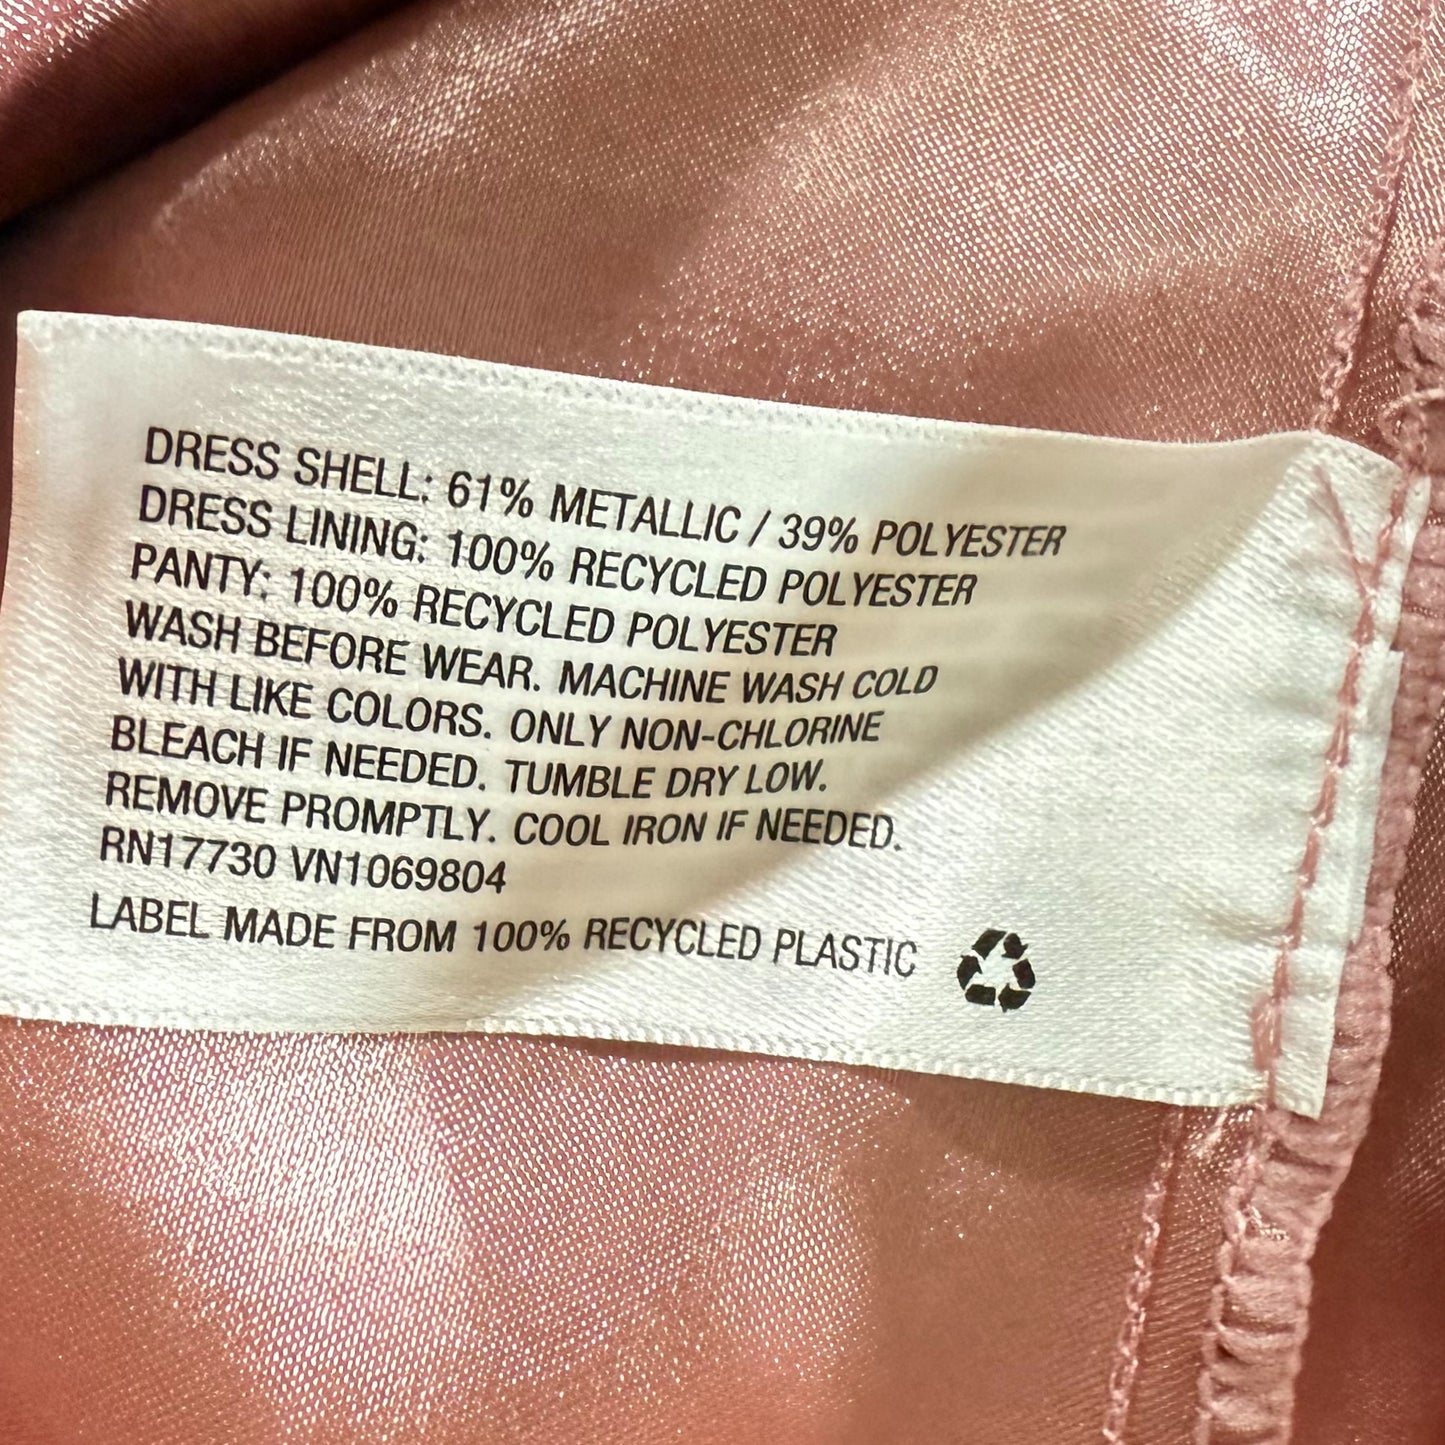 DRESS SHELL: 61% METALLIC / 39% POLYESTER
DRESS LINING: 100% RECYCLED POLYESTER
PANTY: 100% RECYCLED POLYESTER
WASH BEFORE WEAR. MACHINE WASH COLD
WITH LIKE COLORS. ONLY NON-CHLORINE
BLEACH IF NEEDED. TUMBLE DRY LOW.
REMOVE PROMPTLY. COOL IRON IF NEEDED.
RN17730 VN1069804
LABEL MADE FROM 100% RECYCLED PLASTIC